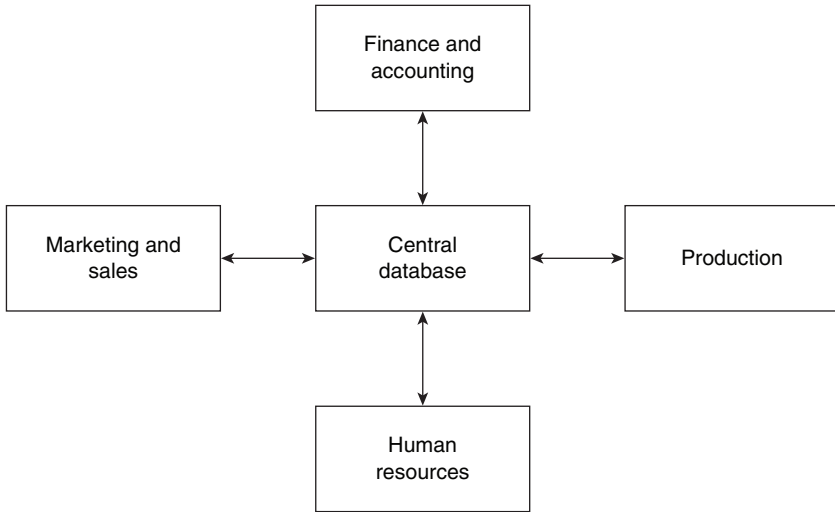 Finance and
accounting
Marketing and
sales
Central
database
Production
Human
resources